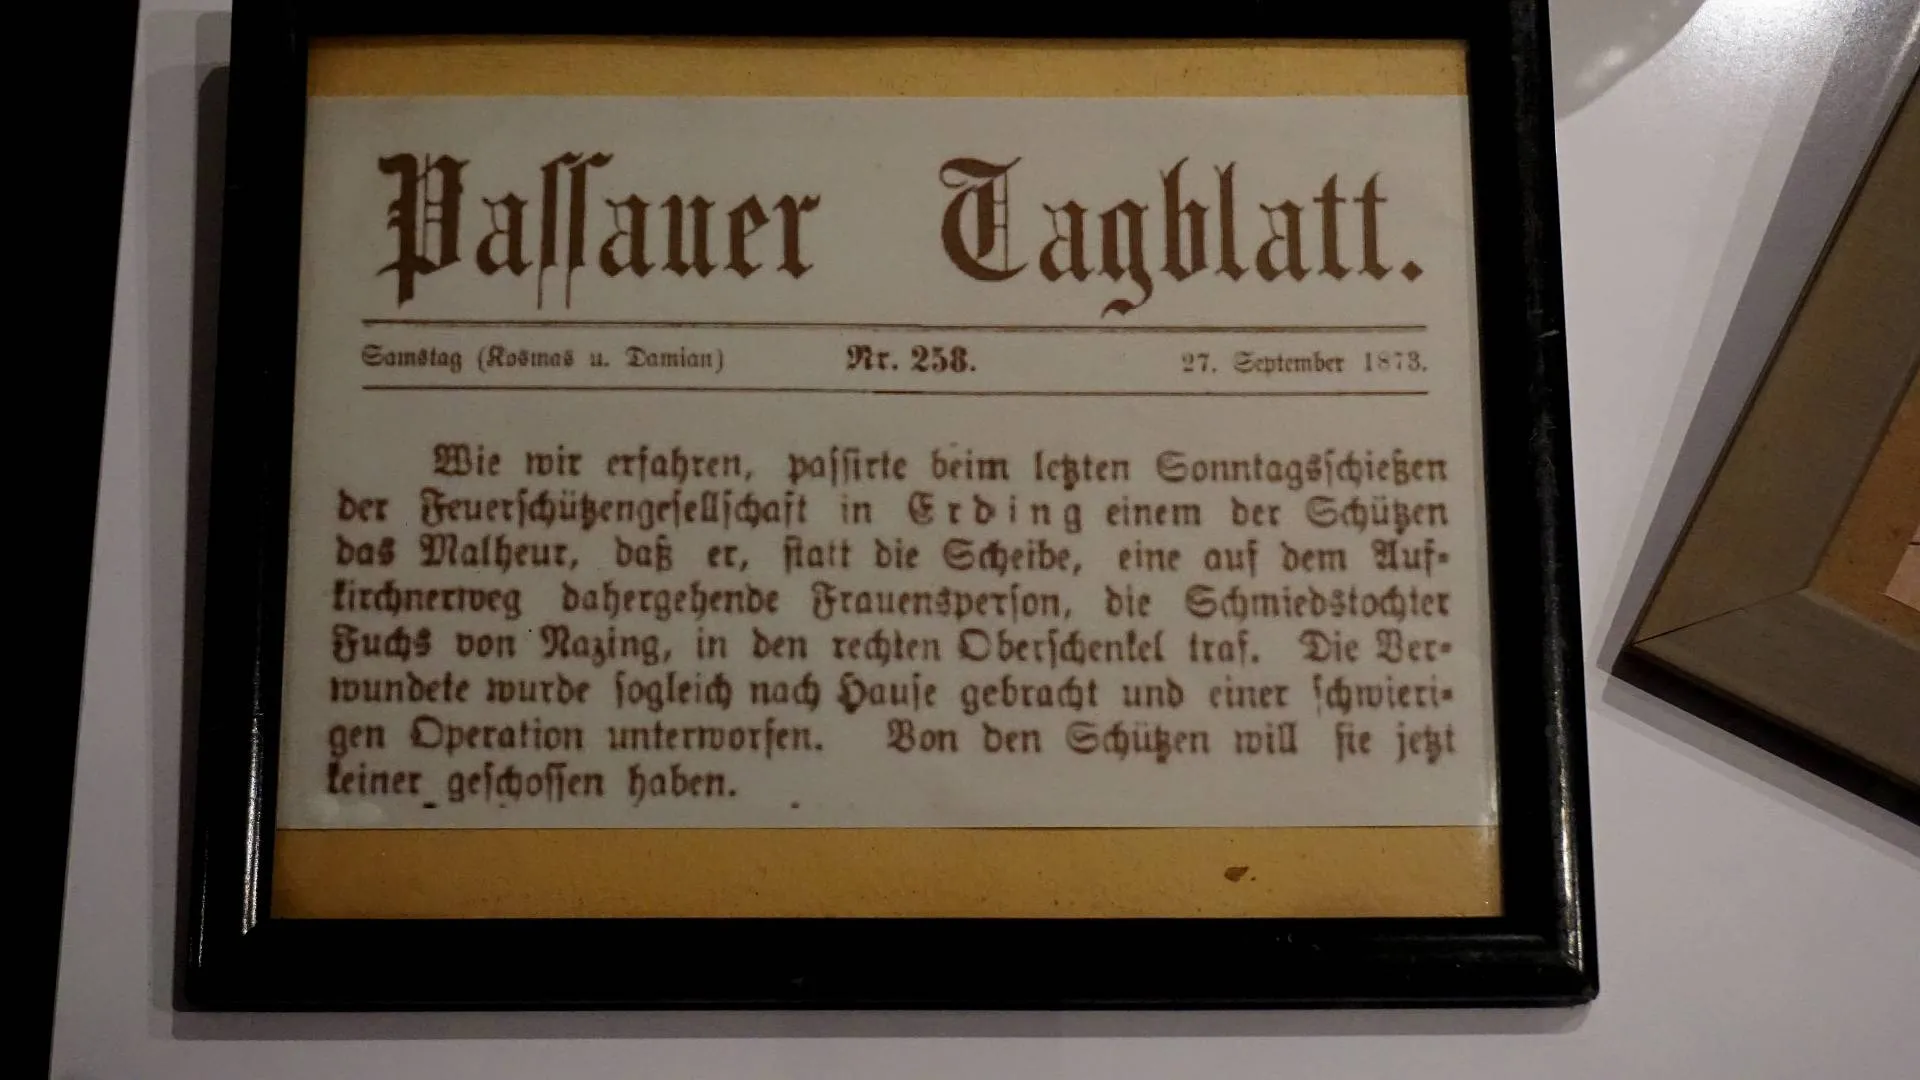 Passauer Tagblatt.
Samstag (Kosmas u. Damian) Nr. 258. 27. September 1873.
Wie wir erfahren, passirte beim letzten Sonntagsschießen
der Feuerschützengesellschaft in Erding einem der Schützen
das Malheur, daß er, statt die Scheibe, eine auf dem Auf-
kirchnerweg dahergehende Frauensperson, die Schmiedstochter
Fuchs von Nazing, in den rechten Oberschenkel traf. Die Ver-
wundete wurde sogleich nach Hause gebracht und einer schwieri-
gen Operation unterworfen. Von den Schützen will sie jetzt
keiner geschossen haben.